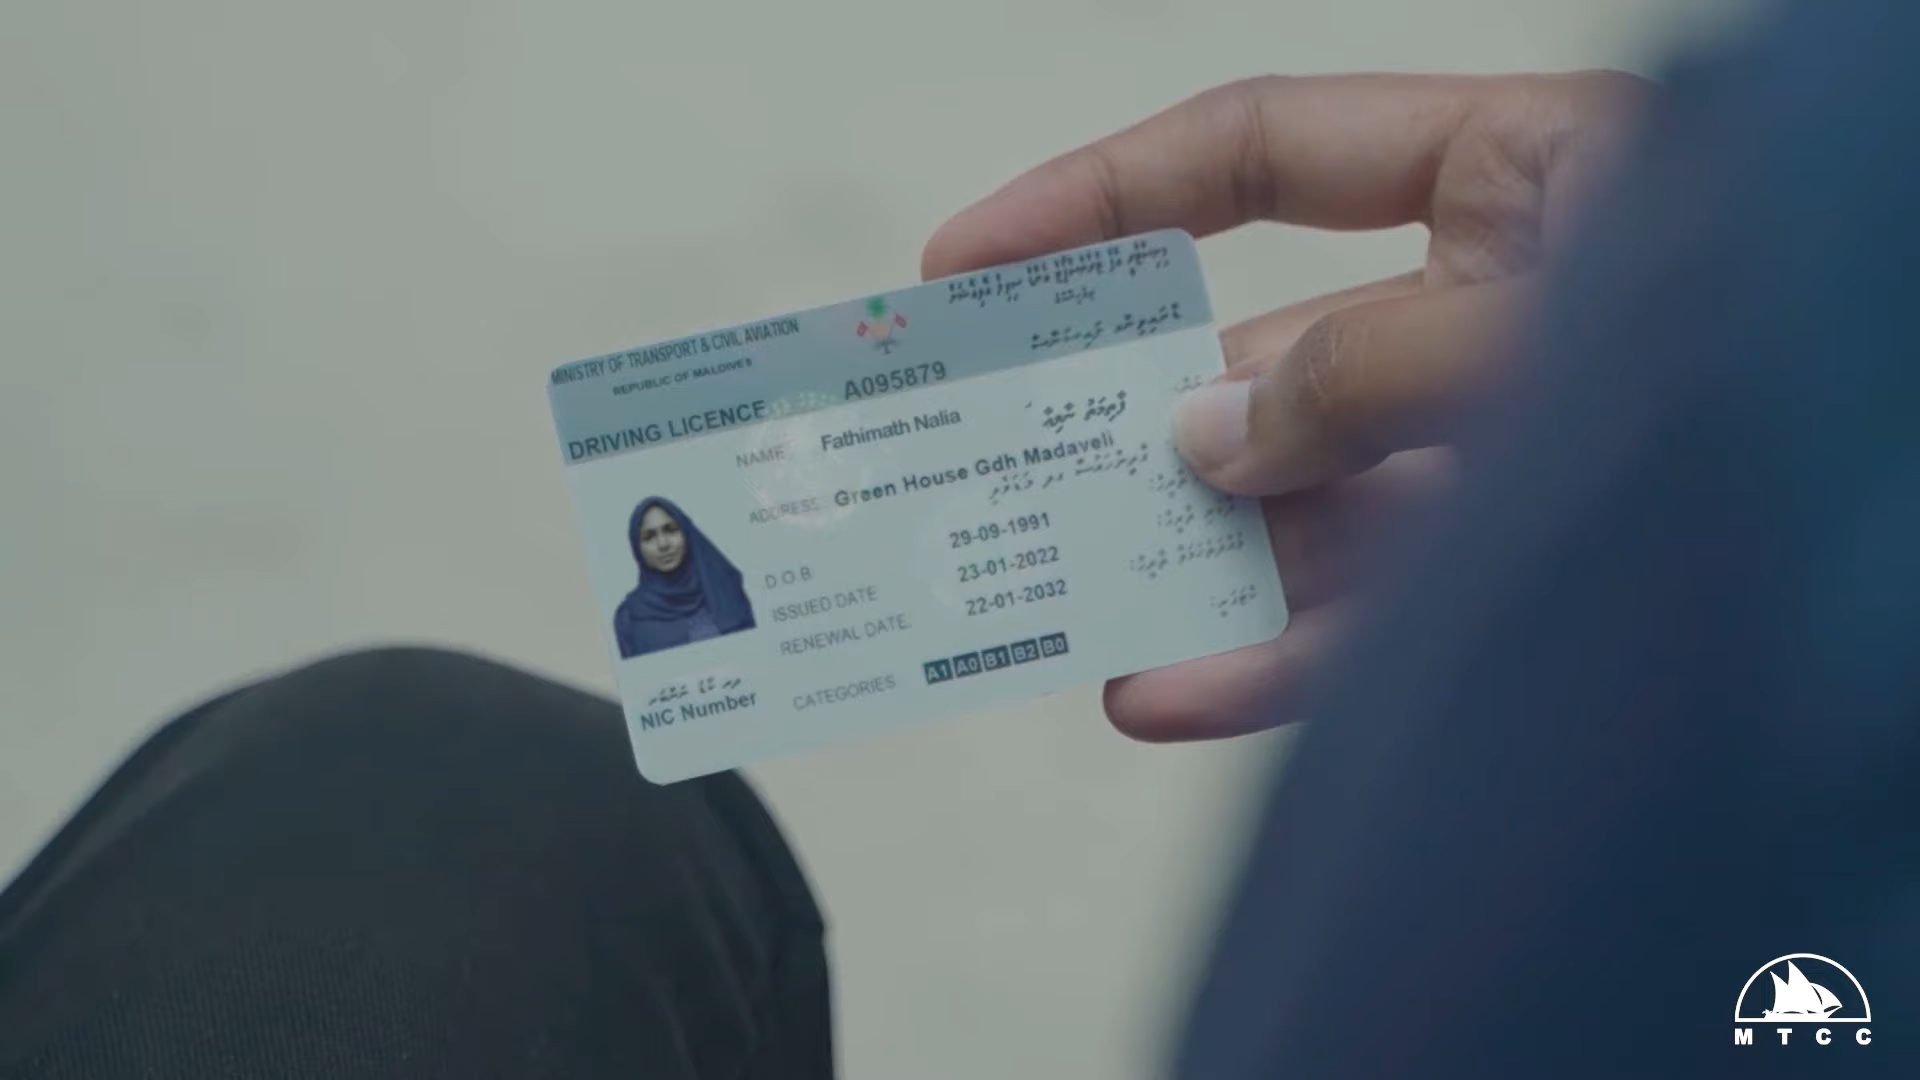 MINISTRY OF TRANSPORT & CIVIL AVIATION
REPUBLIC OF MALDIVES
DRIVING LICENCE
A095879
ޑްރައިވިންގ ލައިސަންސް
NAME
Fathimath Nalia
ފާތިމަތު ނާލިއާ
ADDRESS
Green House Gdh Madaveli
ގްރީންހައުސް ގދ މަޑަވެލި
D.O.B
29-09-1991
ISSUED DATE
23-01-2022
RENEWAL DATE.
22-01-2032
CATEGORIES
A1 A0 B1 B2 B0
NIC Number
MTCC